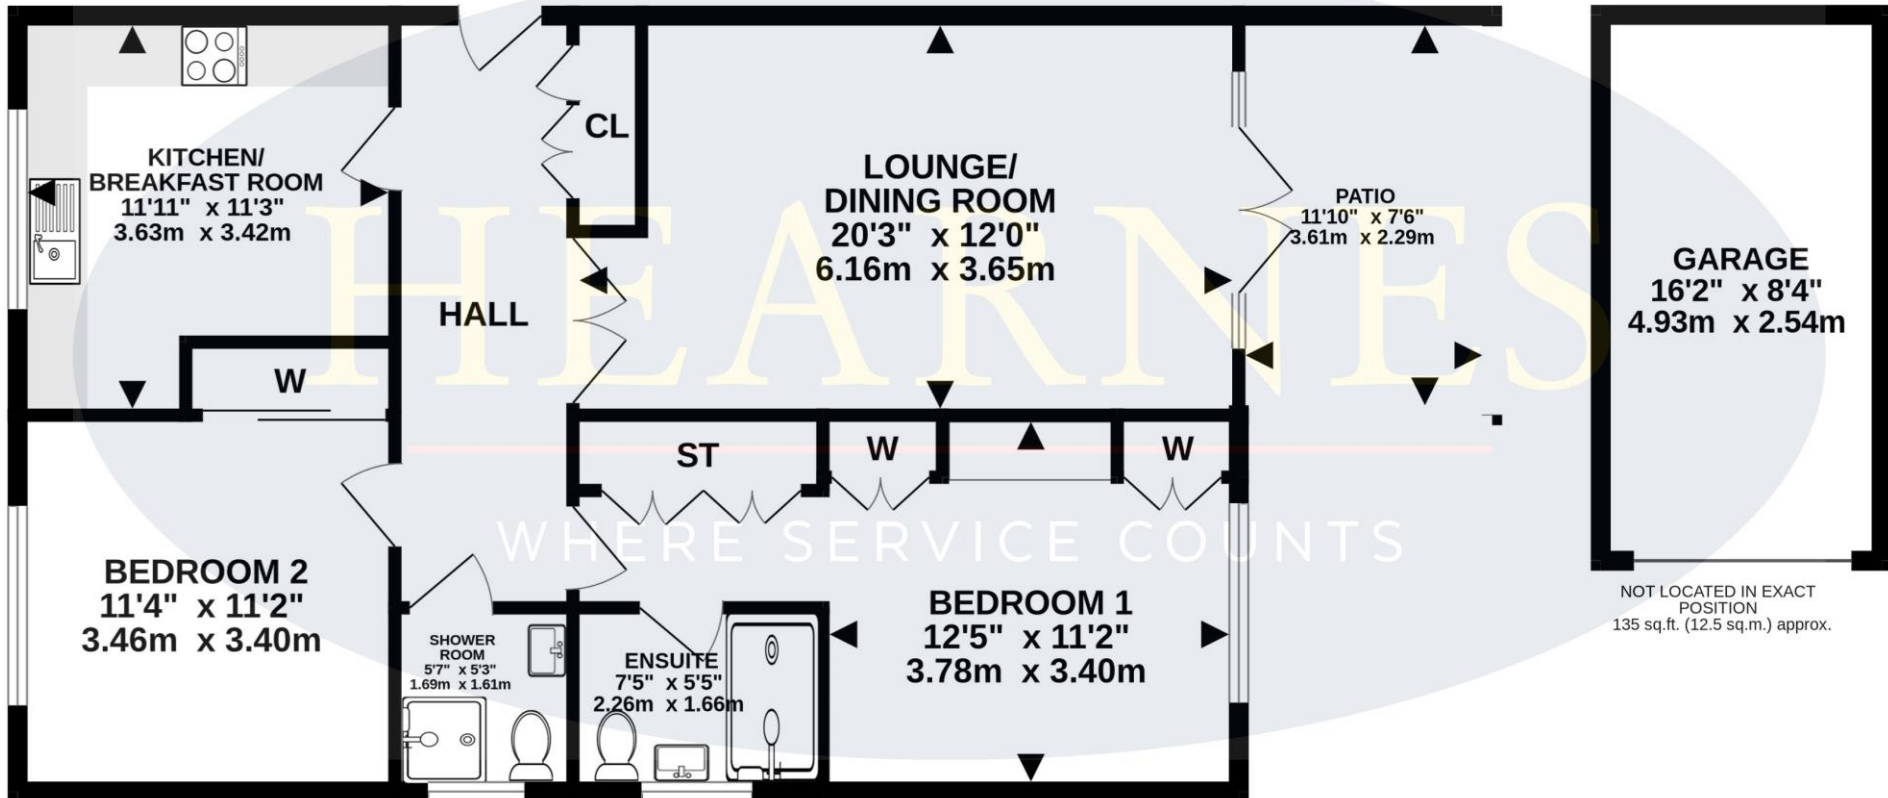 KITCHEN/
BREAKFAST ROOM
11'11" x 11'3"
3.63m x 3.42m
CL
LOUNGE/
DINING ROOM
20'3" x 12'0"
6.16m x 3.65m
PATIO
11'10" x 7'6"
3.61m x 2.29m
GARAGE
16'2" x 8'4"
4.93m x 2.54m
HALL
HEARNES
W
ST
W
W
WHERE SERVICE COUNTS
BEDROOM 2
11'4" x 11'2"
3.46m x 3.40m
SHOWER
ROOM
5'7" x 5'3"
1.69m x 1.61m
ENSUITE
7'5" x 5'5"
2.26m x 1.66m
BEDROOM 1
12'5" x 11'2"
3.78m x 3.40m
NOT LOCATED IN EXACT
POSITION
135 sq.ft. (12.5 sq.m.) approx.